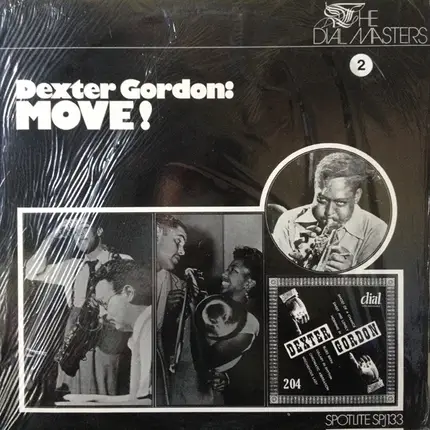 THE
DIAL MASTERS
2
Dexter Gordon:
MOVE!
dial
DEXTER
GORDON
204
SPOTLITE SPJ133